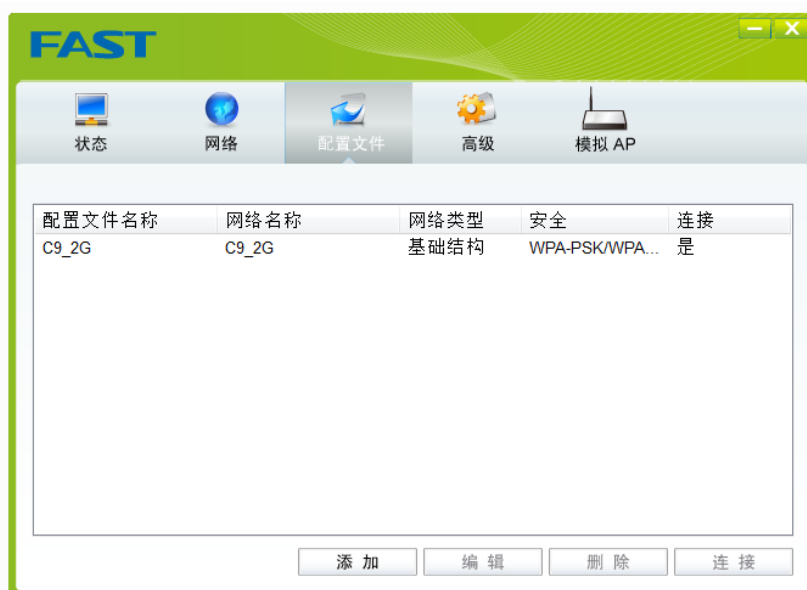 FAST
状态 网络 配置文件 高级 模拟 AP
配置文件名称 网络名称 网络类型 安全 连接
C9_2G C9_2G 基础结构 WPA-PSK/WPA... 是
添加 编辑 删除 连接